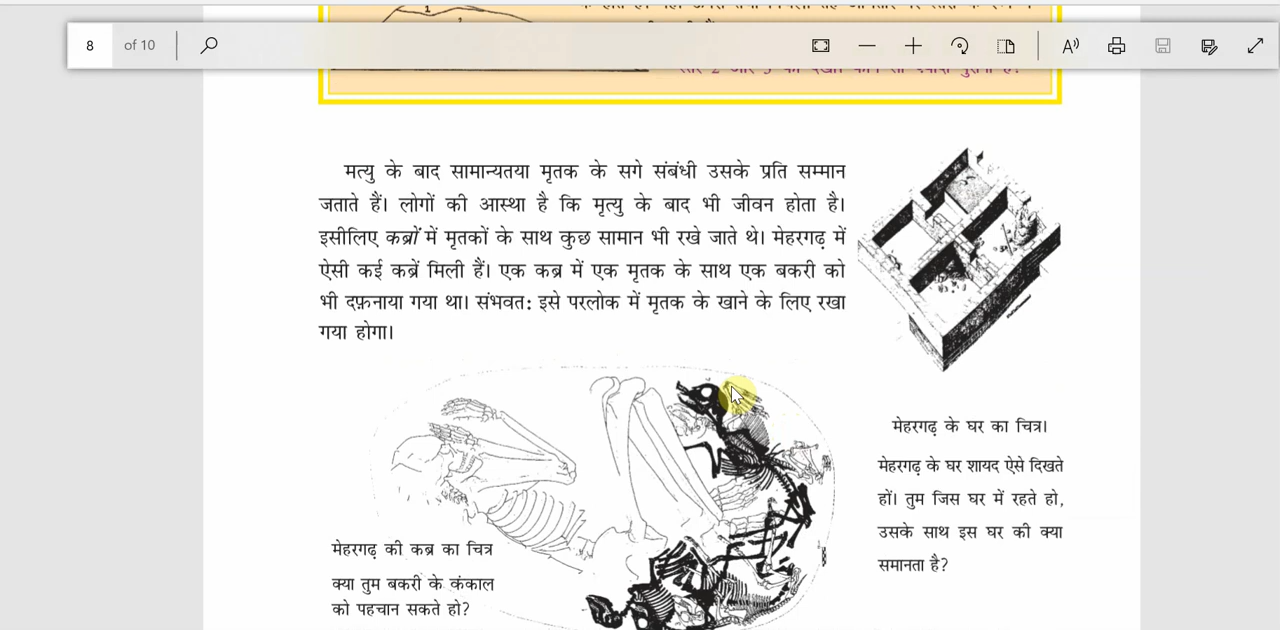 8 of 10
मत्यु के बाद सामान्यतया मृतक के सगे संबंधी उसके प्रति सम्मान
जताते हैं। लोगों की आस्था है कि मृत्यु के बाद भी जीवन होता है।
इसीलिए कब्रों में मृतकों के साथ कुछ सामान भी रखे जाते थे। मेहरगढ़ में
ऐसी कई कब्रें मिली हैं। एक कब्र में एक मृतक के साथ एक बकरी को
भी दफ़नाया गया था। संभवत: इसे परलोक में मृतक के खाने के लिए रखा
गया होगा।
मेहरगढ़ के घर का चित्र।
मेहरगढ़ के घर शायद ऐसे दिखते
हों। तुम जिस घर में रहते हो,
उसके साथ इस घर की क्या
समानता है?
मेहरगढ़ की कब्र का चित्र
क्या तुम बकरी के कंकाल
को पहचान सकते हो?